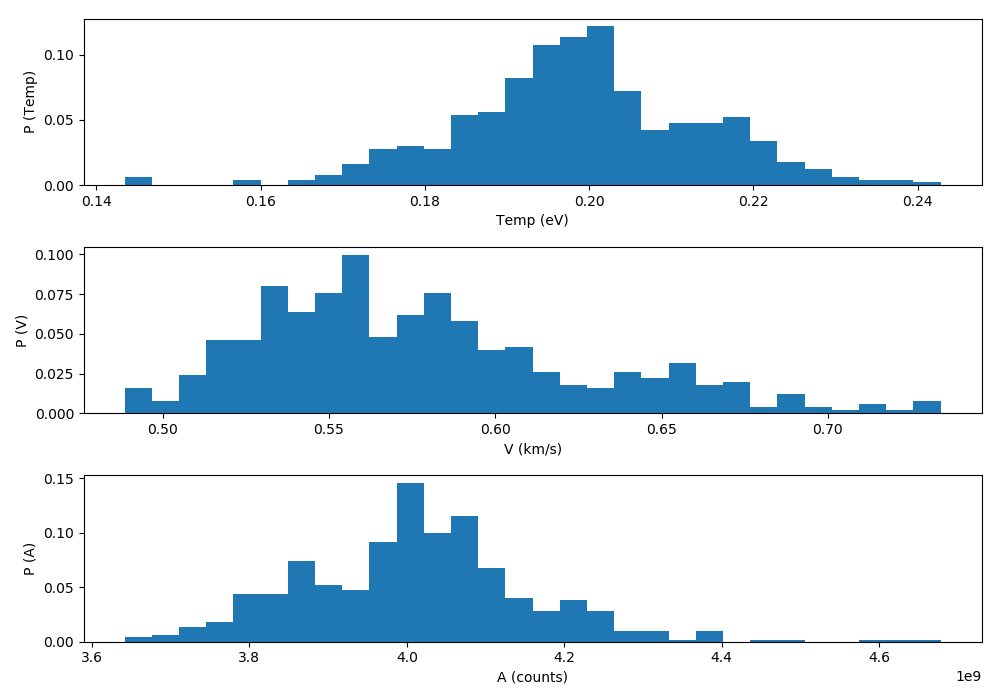 0.10
0.05
0.00
P (Temp)
0.14 0.16 0.18 0.20 0.22 0.24
Temp (eV)
0.100
0.075
0.050
0.025
0.000
P (V)
0.50 0.55 0.60 0.65 0.70
V (km/s)
0.15
0.10
0.05
0.00
P (A)
3.6 3.8 4.0 4.2 4.4 4.6
1e9
A (counts)